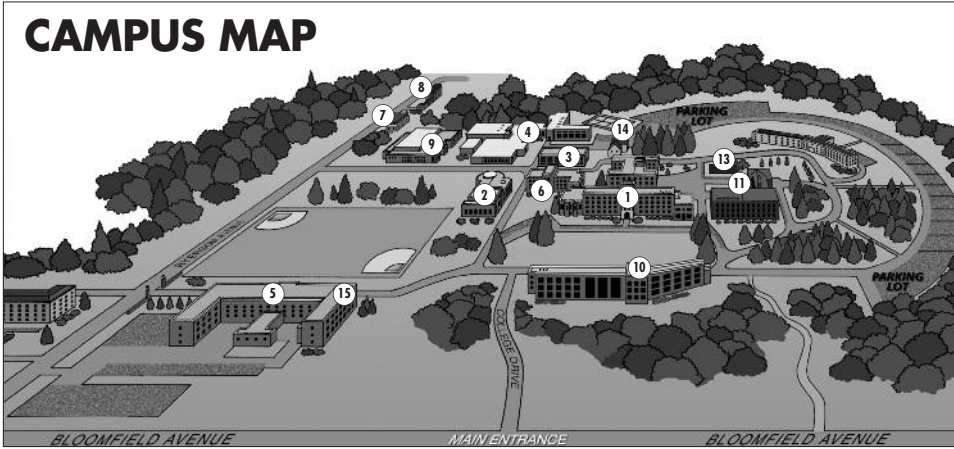 CAMPUS MAP
8
PARKING
LOT
7
4
14
9
3
13
2
6
11
1
10
PARKING
LOT
5
15
COLLEGE DRIVE
BLOOMFIELD AVENUE
MAIN ENTRANCE
BLOOMFIELD AVENUE